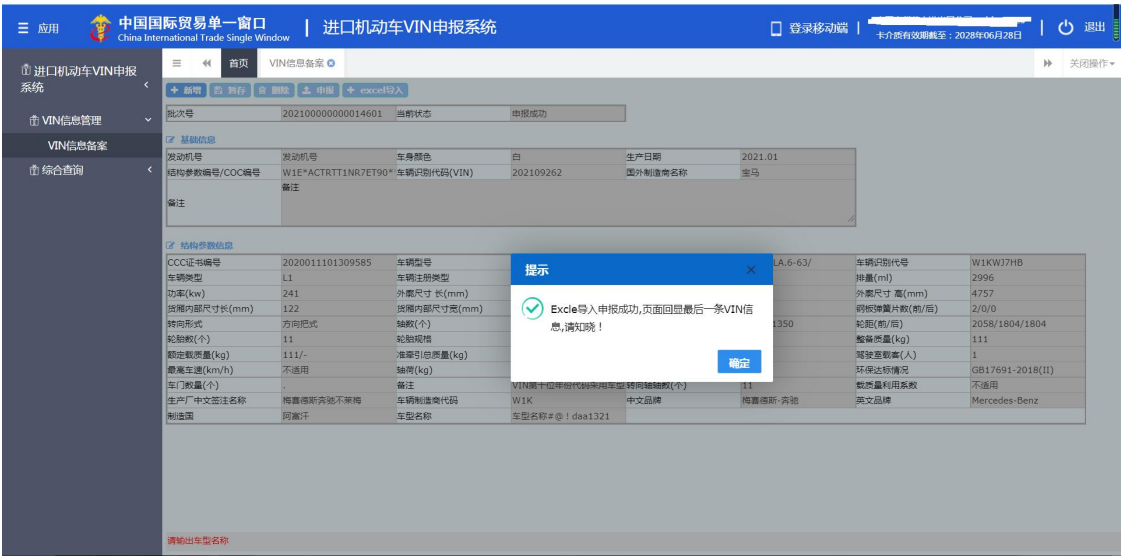 应用
中国国际贸易单一窗口
China International Trade Single Window
进口机动车VIN申报系统
登录移动端
卡介质有效期截至：2028年06月28日
退出
进口机动车VIN申报
系统
VIN信息管理
VIN信息备案
综合查询
首页 VIN信息备案
关闭操作
新增 暂存 删除 申报 excel导入
批次号 202100000000014601 当前状态 申报成功
基础信息
发动机号 发动机号 车身颜色 白 生产日期 2021.01
结构参数编号/COC编号 W1E*ACTRTT1NR7ET90* 车辆识别代码(VIN) 202109262 国外制造商名称 宝马
备注 备注
结构参数信息
CCC证书编号 2020011101309585 车辆型号 LA.6-63/ 车辆识别代号 W1KWJ7HB
车辆类型 L1 车辆注册类型 排量(ml) 2996
功率(kw) 241 外廓尺寸 长(mm) 外廓尺寸 高(mm) 4757
货厢内部尺寸长(mm) 122 货厢内部尺寸宽(mm) 钢板弹簧片数(前/后) 2/0/0
转向形式 方向把式 轴数(个) 1350 轮距(前/后) 2058/1804/1804
轮胎数(个) 11 轮胎规格 整备质量(kg) 111
额定载质量(kg) 111/- 准牵引总质量(kg) 驾驶室载客(人) 1
最高车速(km/h) 不适用 轴荷(kg) 环保达标情况 GB17691-2018(II)
车门数量(个) . 备注 VIN第十位年份代码采用车型 转向轴轴数(个) 11 载质量利用系数 不适用
生产厂中文签注名称 梅赛德斯奔驰不莱梅 车辆制造商代码 W1K 中文品牌 梅赛德斯-奔驰 英文品牌 Mercedes-Benz
制造国 阿富汗 车型名称 车型名称#@！daa1321
提示
Excle导入申报成功,页面回显最后一条VIN信
息,请知晓！
确定
请输出车型名称